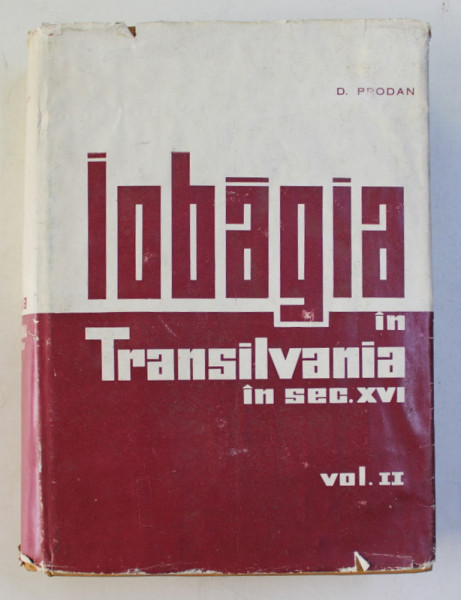 D. PRODAN
Iobăgia
în
Transilvania
în sec. XVI
vol. II